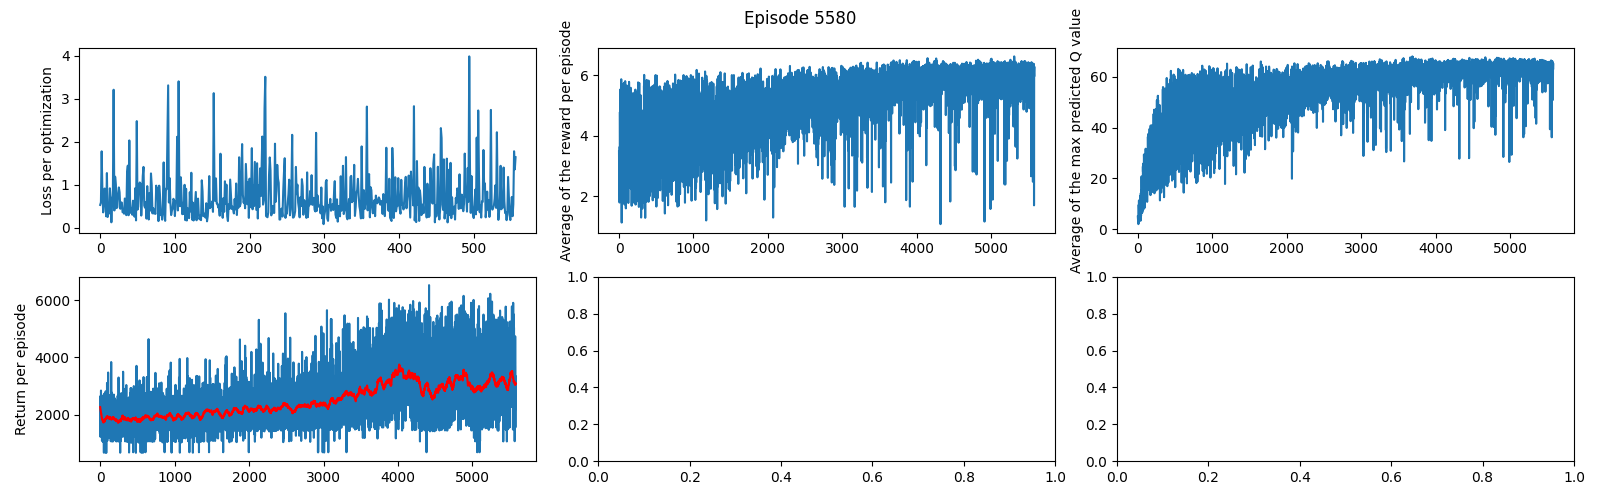 Episode 5580
Loss per optimization
4
3
2
1
0
0 100 200 300 400 500
Average of the reward per episode
6
4
2
0 1000 2000 3000 4000 5000
Average of the max predicted Q value
60
40
20
0
0 1000 2000 3000 4000 5000
Return per episode
6000
4000
2000
0 1000 2000 3000 4000 5000
1.0
0.8
0.6
0.4
0.2
0.0
0.0 0.2 0.4 0.6 0.8 1.0
1.0
0.8
0.6
0.4
0.2
0.0
0.0 0.2 0.4 0.6 0.8 1.0